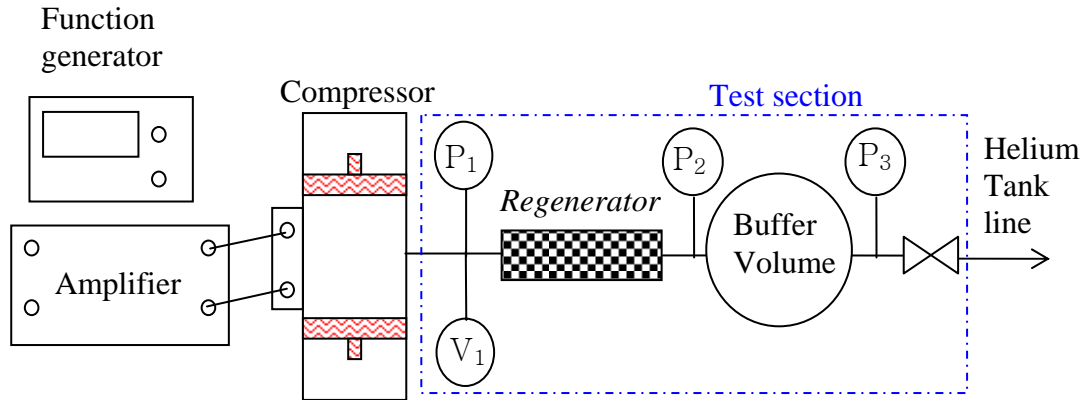 Function
generator
Compressor
Test section
P1
P2
P3
Helium
Tank
line
Regenerator
Buffer
Volume
Amplifier
V1